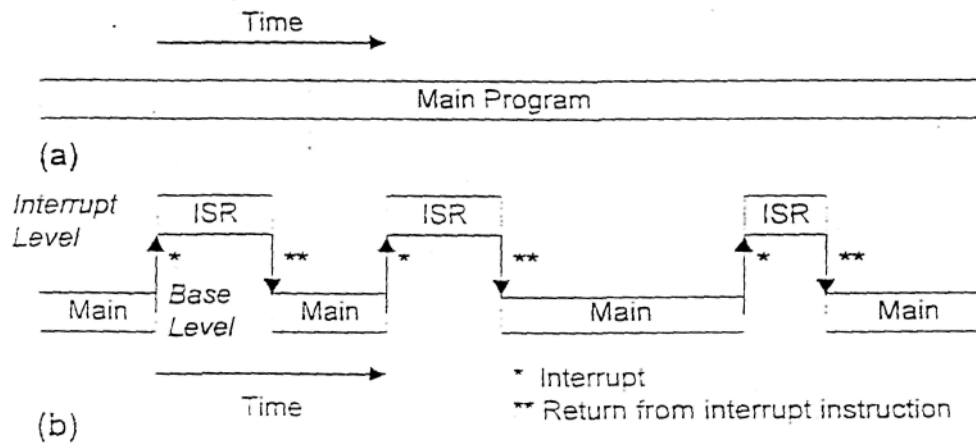 Time
Main Program
(a)
Interrupt
Level
ISR
ISR
ISR
*
**
*
**
*
**
Main
Base
Level
Main
Main
Main
Time
* Interrupt
** Return from interrupt instruction
(b)